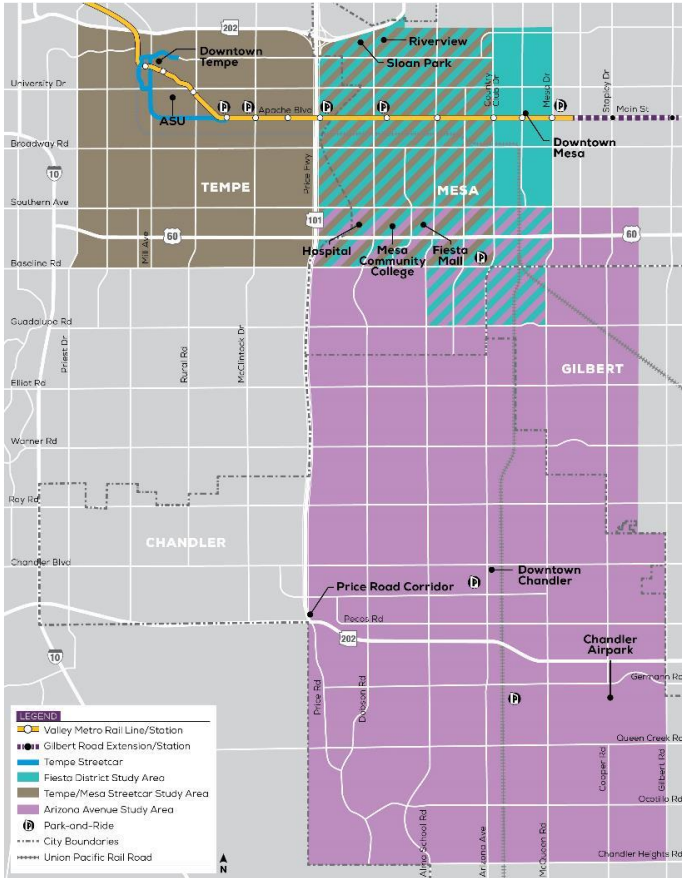 202
Riverview
Downtown
Tempe
Sloan Park
University Dr
Country
Club Dr
Mesa Dr
Stapley Dr
Apache Blvd
Main St
ASU
Downtown
Mesa
Broadway Rd
10
Price Hwy
TEMPE
MESA
Southern Ave
101
60
Mill Ave
Hospital
Mesa
Community
College
Fiesta
Mall
60
Baseline Rd
Guadalupe Rd
Priest Dr
Rural Rd
McClintock Dr
GILBERT
Elliot Rd
Warner Rd
Ray Rd
CHANDLER
Chandler Blvd
Downtown
Chandler
Price Road Corridor
Pecos Rd
202
Chandler
Airpark
10
Germann Rd
Price Rd
Dobson Rd
LEGEND
Valley Metro Rail Line/Station
Gilbert Road Extension/Station
Tempe Streetcar
Fiesta District Study Area
Tempe/Mesa Streetcar Study Area
Arizona Avenue Study Area
Park-and-Ride
City Boundaries
Union Pacific Rail Road
N
Queen Creek Rd
Cooper Rd
Gilbert Rd
Ocotillo Rd
Alma School Rd
Arizona Ave
McQueen Rd
Chandler Heights Rd